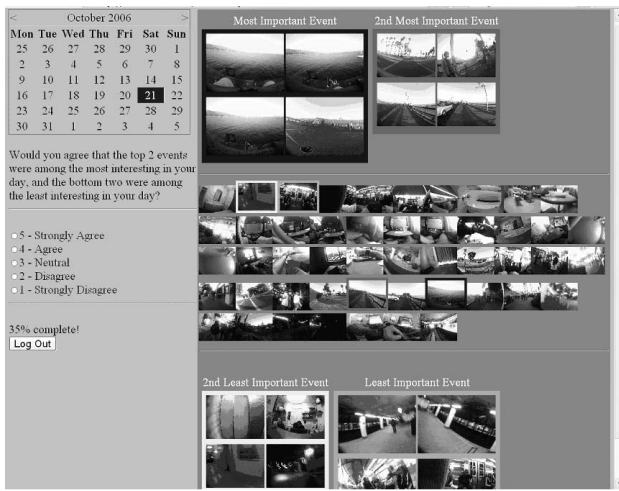 < October 2006 >
Mon Tue Wed Thu Fri Sat Sun
25 26 27 28 29 30 1
2 3 4 5 6 7 8
9 10 11 12 13 14 15
16 17 18 19 20 21 22
23 24 25 26 27 28 29
30 31 1 2 3 4 5
Would you agree that the top 2 events
were among the most interesting in your
day, and the bottom two were among
the least interesting in your day?
5 - Strongly Agree
4 - Agree
3 - Neutral
2 - Disagree
1 - Strongly Disagree
35% complete!
Log Out
Most Important Event
2nd Most Important Event
2nd Least Important Event
Least Important Event